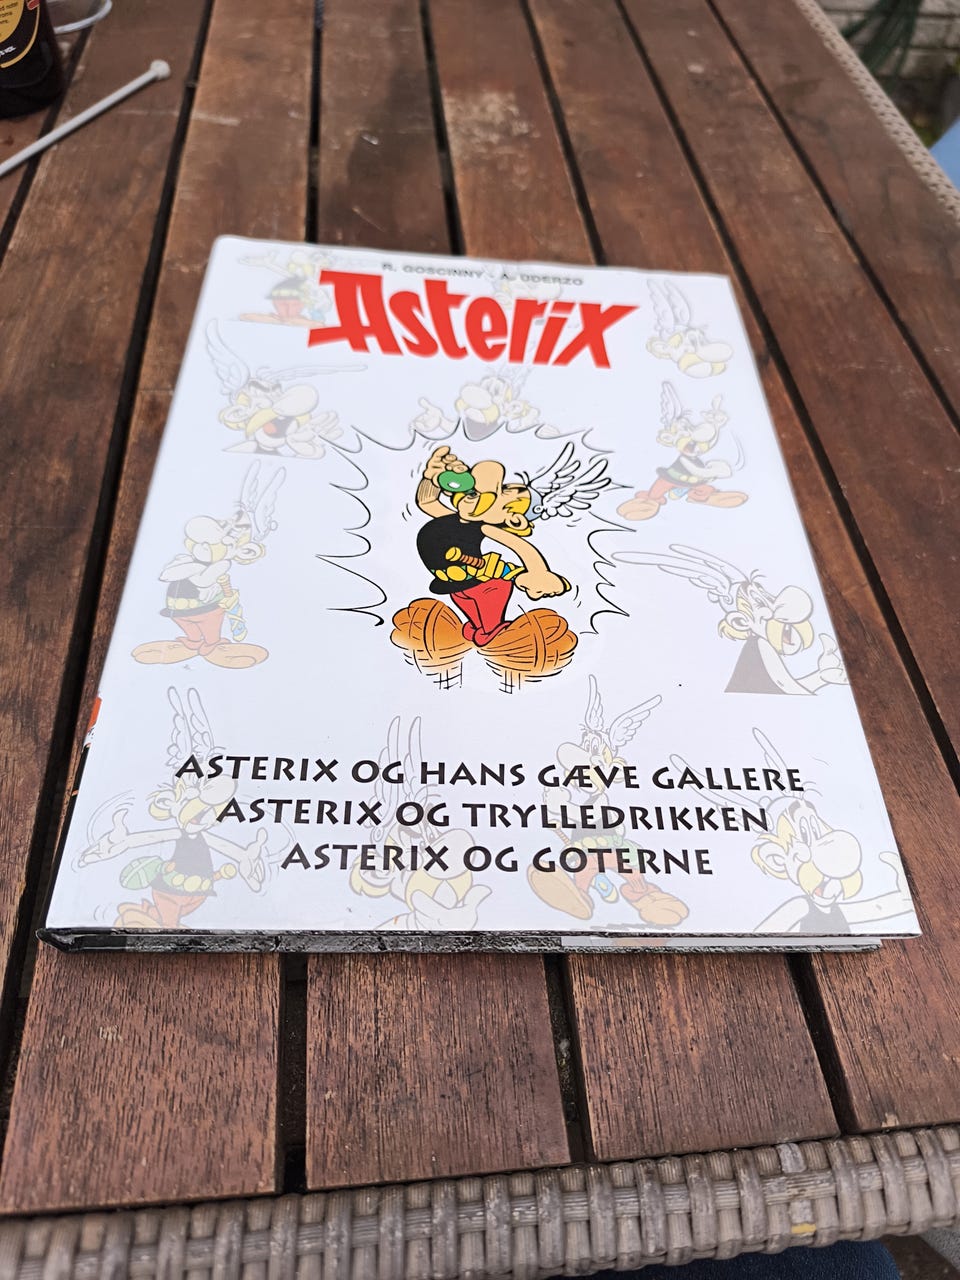 R. GOSCINNY - A. UDERZO
Asterix
ASTERIX OG HANS GÆVE GALLERE
ASTERIX OG TRYLLEDRIKKEN
ASTERIX OG GOTERNE